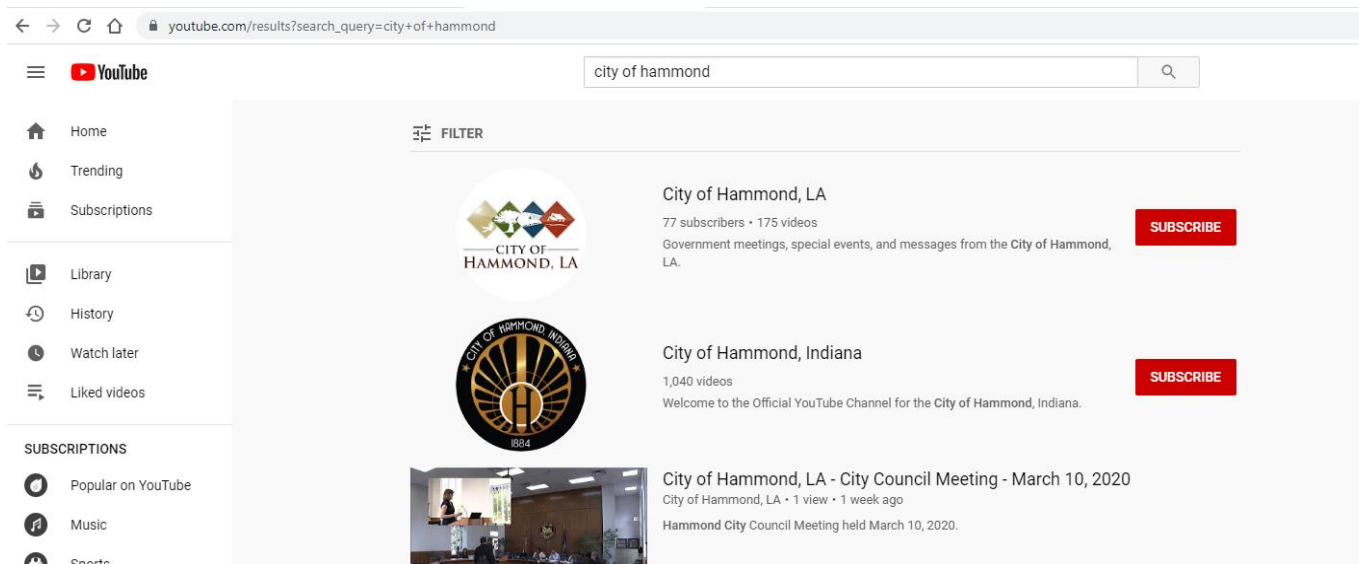 youtube.com/results?search_query=city+of+hammond
YouTube
city of hammond
Home
Trending
Subscriptions
Library
History
Watch later
Liked videos
SUBSCRIPTIONS
Popular on YouTube
Music
Sports
FILTER
CITY OF
HAMMOND, LA
City of Hammond, LA
77 subscribers • 175 videos
Government meetings, special events, and messages from the City of Hammond,
LA.
SUBSCRIBE
CITY OF HAMMOND, INDIANA
H
1884
City of Hammond, Indiana
1,040 videos
Welcome to the Official YouTube Channel for the City of Hammond, Indiana.
SUBSCRIBE
City of Hammond, LA - City Council Meeting - March 10, 2020
City of Hammond, LA • 1 view • 1 week ago
Hammond City Council Meeting held March 10, 2020.